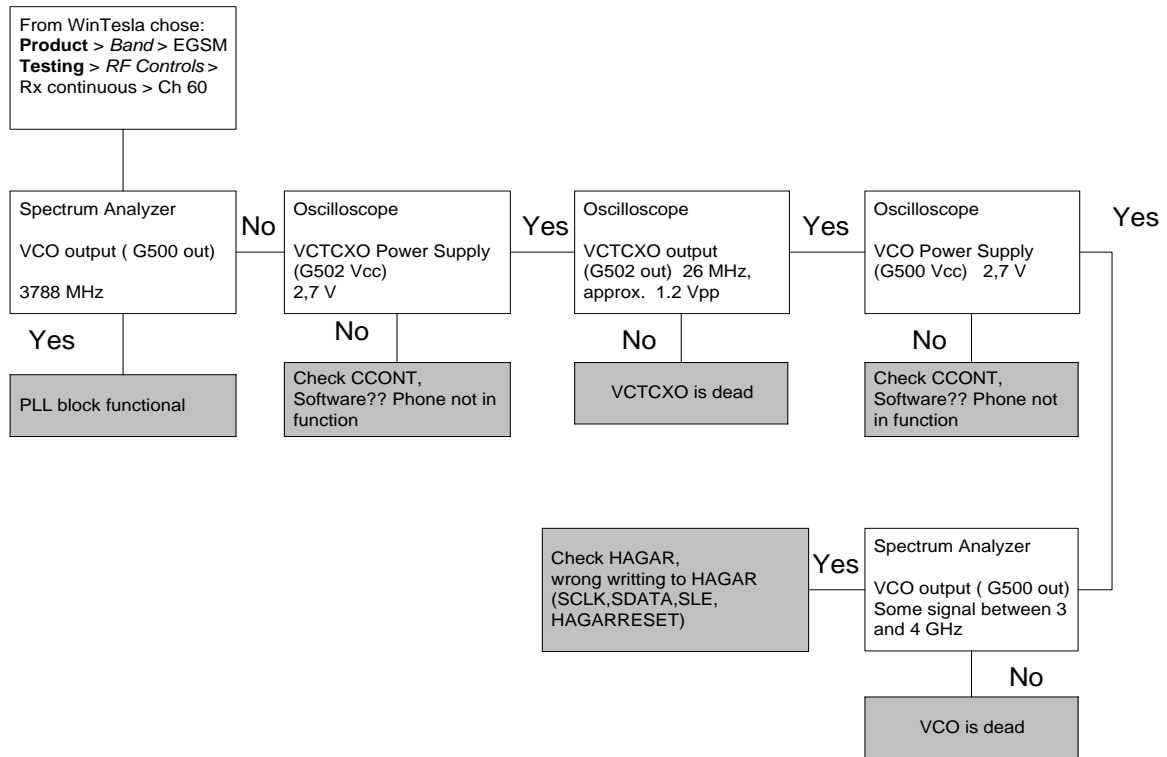 From WinTesla chose:
Product > Band > EGSM
Testing > RF Controls >
Rx continuous > Ch 60
Spectrum Analyzer
VCO output ( G500 out)
3788 MHz
No
Oscilloscope
VCTCXO Power Supply
(G502 Vcc)
2,7 V
Yes
Oscilloscope
VCTCXO output
(G502 out) 26 MHz,
approx. 1.2 Vpp
Yes
Oscilloscope
VCO Power Supply
(G500 Vcc) 2,7 V
Yes
Yes
No
No
No
PLL block functional
Check CCONT,
Software?? Phone not in
function
VCTCXO is dead
Check CCONT,
Software?? Phone not
in function
Check HAGAR,
wrong writting to HAGAR
(SCLK,SDATA,SLE,
HAGARRESET)
Yes
Spectrum Analyzer
VCO output ( G500 out)
Some signal between 3
and 4 GHz
No
VCO is dead